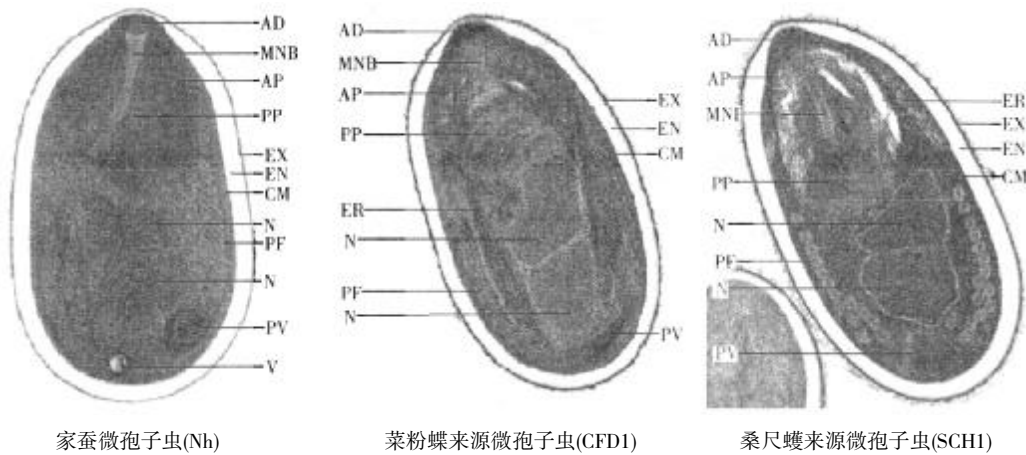 AD
MNB
AP
PP
EX
EN
CM
N
PF
N
PV
V
AD
MNB
AP
PP
ER
N
PF
N
EX
EN
CM
PV
AD
AP
MNB
PP
N
PF
N
PV
ER
EX
EN
CM
家蚕微孢子虫(Nh)
菜粉蝶来源微孢子虫(CFD1)
桑尺蠖来源微孢子虫(SCH1)